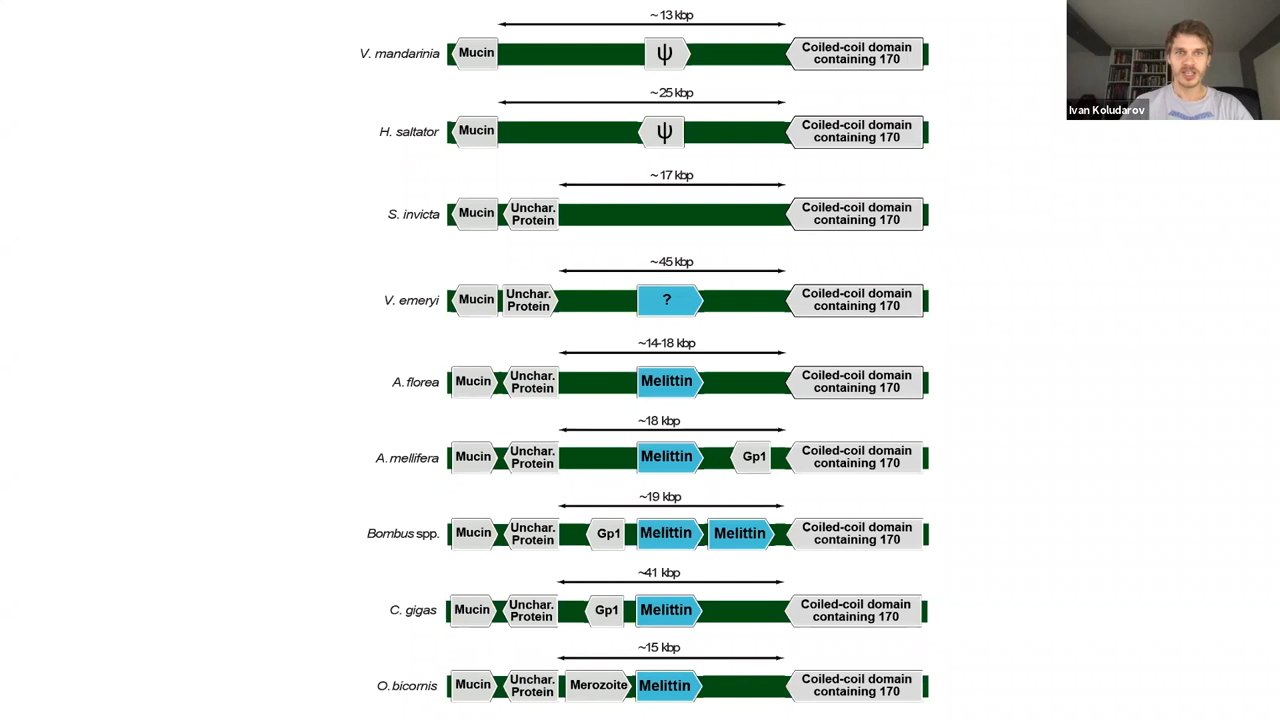 ~ 13 kbp
V. mandarinia
Mucin
ψ
Coiled-coil domain
containing 170
Ivan Koludarov
~25 kbp
H. saltator
Mucin
ψ
Coiled-coil domain
containing 170
~ 17 kbp
S. invicta
Mucin
Unchar.
Protein
Coiled-coil domain
containing 170
~45 kbp
V. emeryi
Mucin
Unchar.
Protein
?
Coiled-coil domain
containing 170
~14-18 kbp
A. florea
Mucin
Unchar.
Protein
Melittin
Coiled-coil domain
containing 170
~18 kbp
A. mellifera
Mucin
Unchar.
Protein
Melittin
Gp1
Coiled-coil domain
containing 170
~19 kbp
Bombus spp.
Mucin
Unchar.
Protein
Gp1
Melittin
Melittin
Coiled-coil domain
containing 170
~41 kbp
C. gigas
Mucin
Unchar.
Protein
Gp1
Melittin
Coiled-coil domain
containing 170
~15 kbp
O. bicornis
Mucin
Unchar.
Protein
Merozoite
Melittin
Coiled-coil domain
containing 170